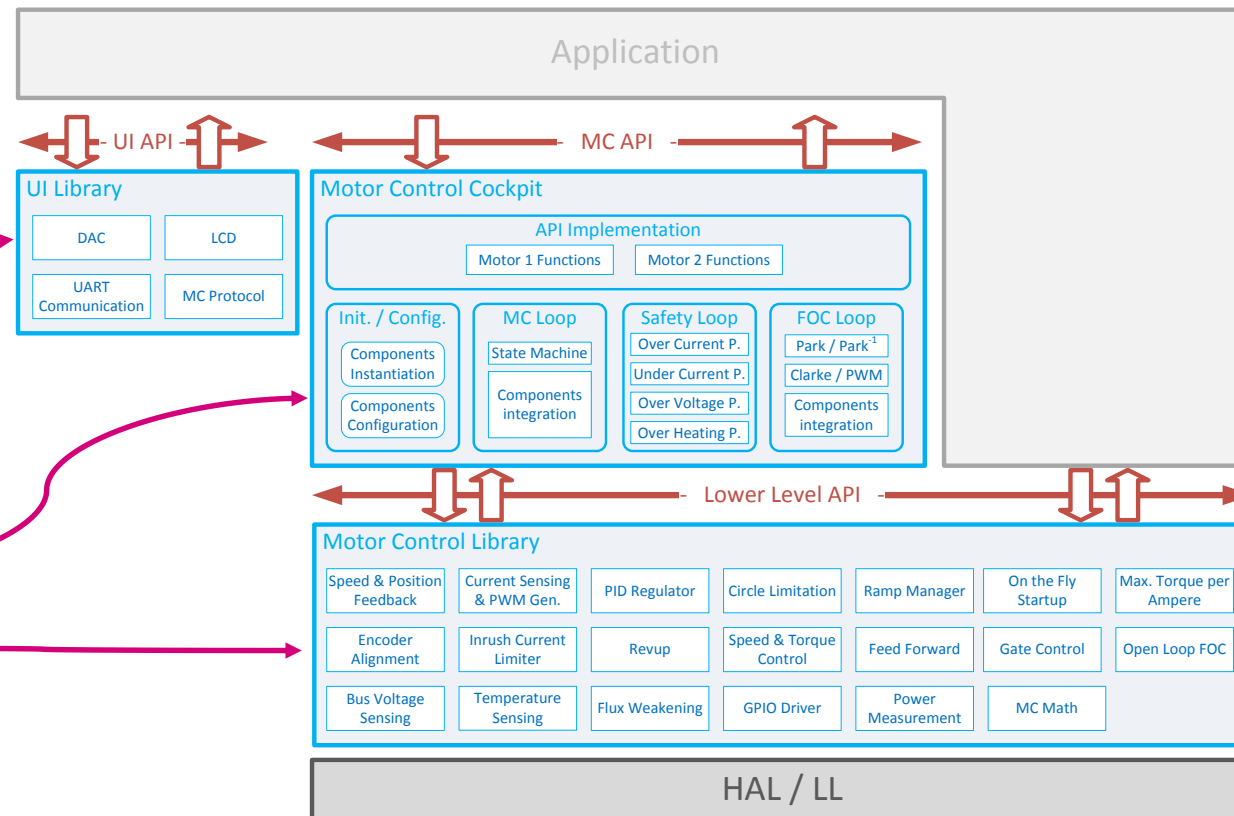 Application
- UI API -
- MC API -
UI Library
DAC
LCD
UART
Communication
MC Protocol
Motor Control Cockpit
API Implementation
Motor 1 Functions
Motor 2 Functions
Init. / Config.
Components
Instantiation
Components
Configuration
MC Loop
State Machine
Components
integration
Safety Loop
Over Current P.
Under Current P.
Over Voltage P.
Over Heating P.
FOC Loop
Park / Park⁻¹
Clarke / PWM
Components
integration
- Lower Level API -
Motor Control Library
Speed & Position
Feedback
Current Sensing
& PWM Gen.
PID Regulator
Circle Limitation
Ramp Manager
On the Fly
Startup
Max. Torque per
Ampere
Encoder
Alignment
Inrush Current
Limiter
Revup
Speed & Torque
Control
Feed Forward
Gate Control
Open Loop FOC
Bus Voltage
Sensing
Temperature
Sensing
Flux Weakening
GPIO Driver
Power
Measurement
MC Math
HAL / LL